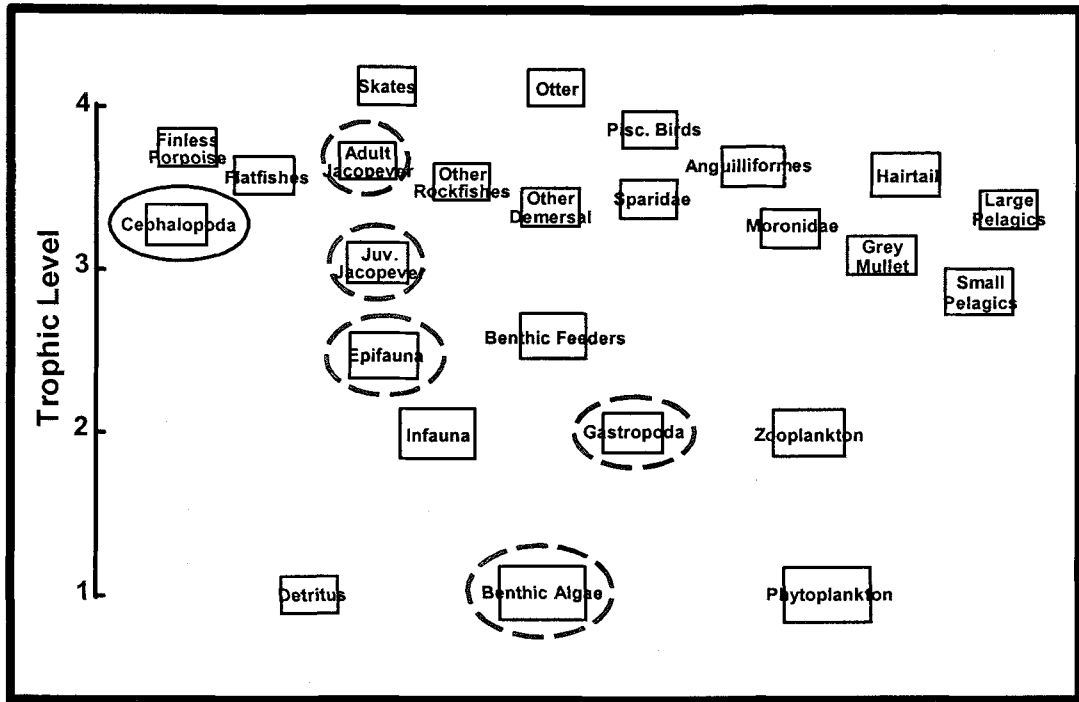 Trophic Level
4
3
2
1
Skates
Otter
Pisc. Birds
Finless
Porpoise
Flatfishes
Adult
Jacopever
Other
Rockfishes
Anguilliformes
Hairtail
Other
Demersal
Sparidae
Large
Pelagics
Cephalopoda
Moronidae
Juv.
Jacopeve
Grey
Mullet
Small
Pelagics
Epifauna
Benthic Feeders
Infauna
Gastropoda
Zooplankton
Detritus
Benthic Algae
Phytoplankton